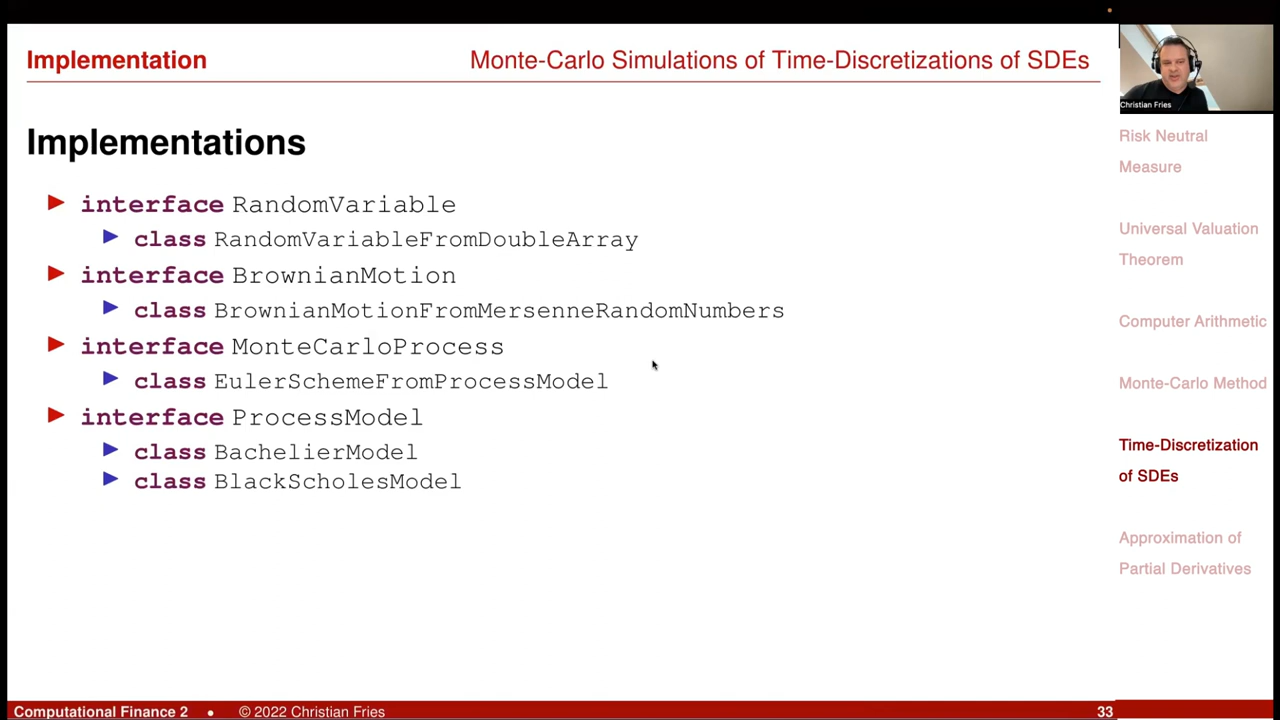 Implementation
Monte-Carlo Simulations of Time-Discretizations of SDEs
Christian Fries
Implementations
interface RandomVariable
class RandomVariableFromDoubleArray
interface BrownianMotion
class BrownianMotionFromMersenneRandomNumbers
interface MonteCarloProcess
class EulerSchemeFromProcessModel
interface ProcessModel
class BachelierModel
class BlackScholesModel
Risk Neutral
Measure
Universal Valuation
Theorem
Computer Arithmetic
Monte-Carlo Method
Time-Discretization
of SDEs
Approximation of
Partial Derivatives
Computational Finance 2 • © 2022 Christian Fries
33